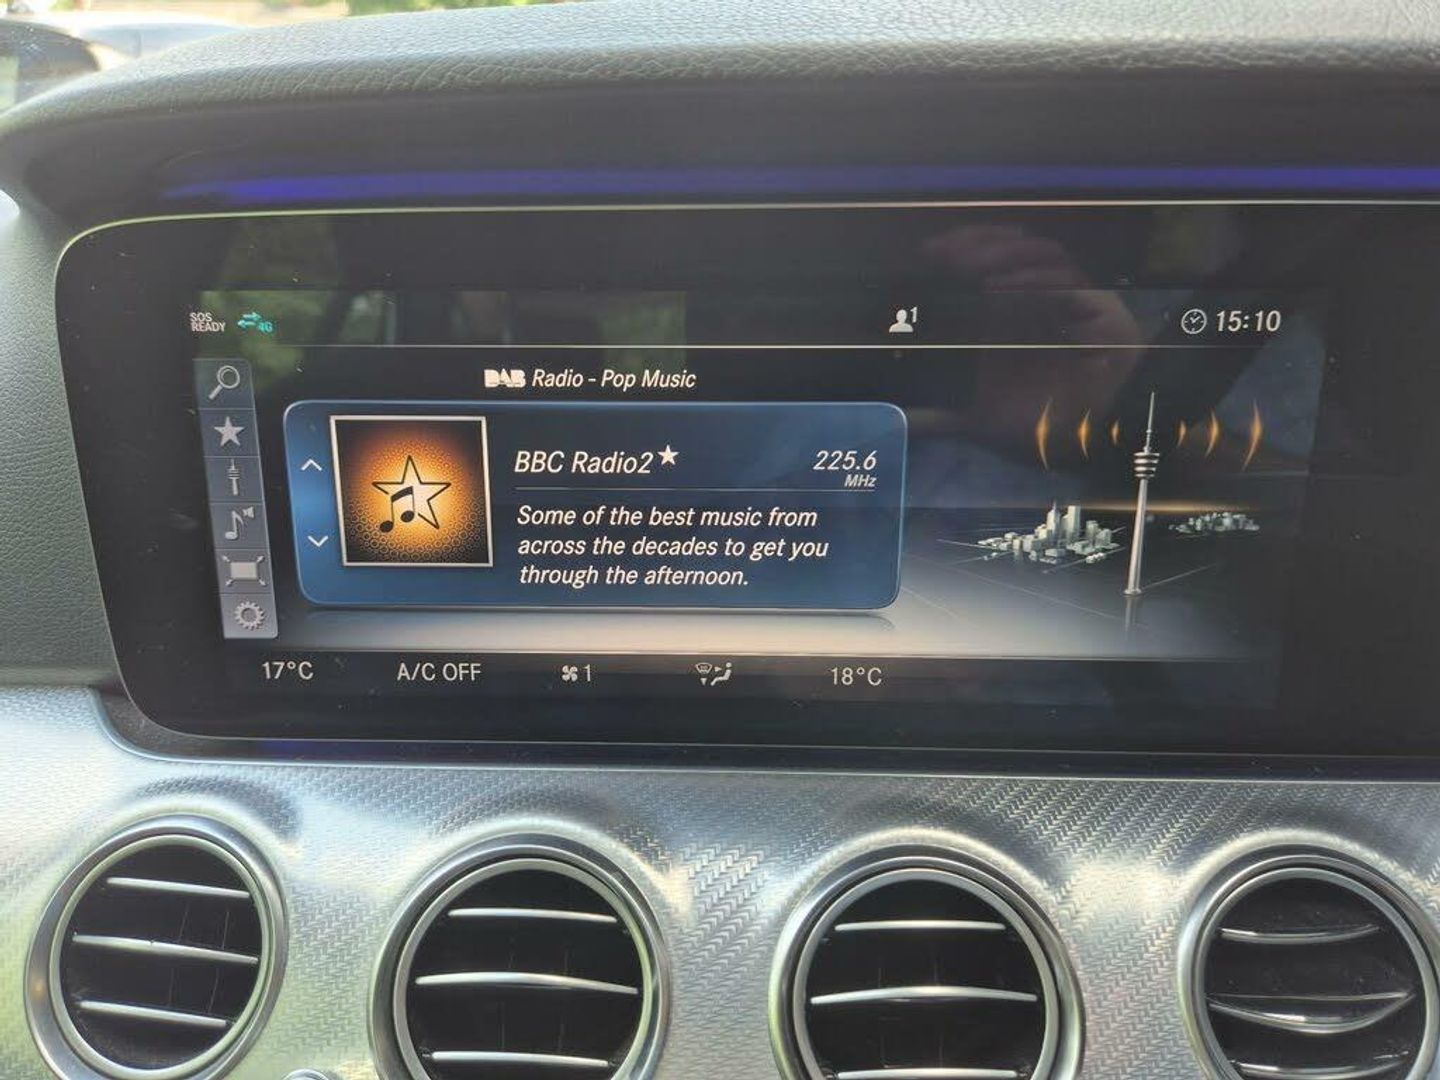 SOS
READY
4G
1
15:10
DAB Radio - Pop Music
BBC Radio2
225.6
MHz
Some of the best music from
across the decades to get you
through the afternoon.
17°C
A/C OFF
1
18°C